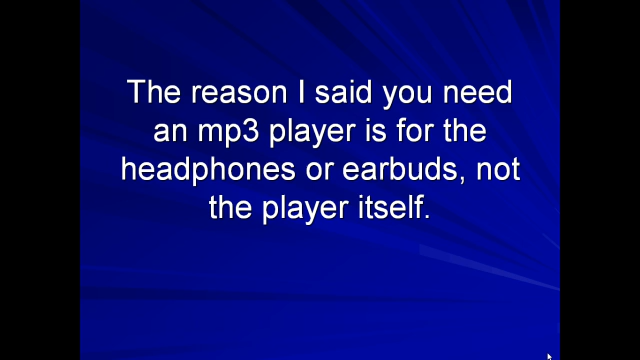 The reason I said you need
an mp3 player is for the
headphones or earbuds, not
the player itself.